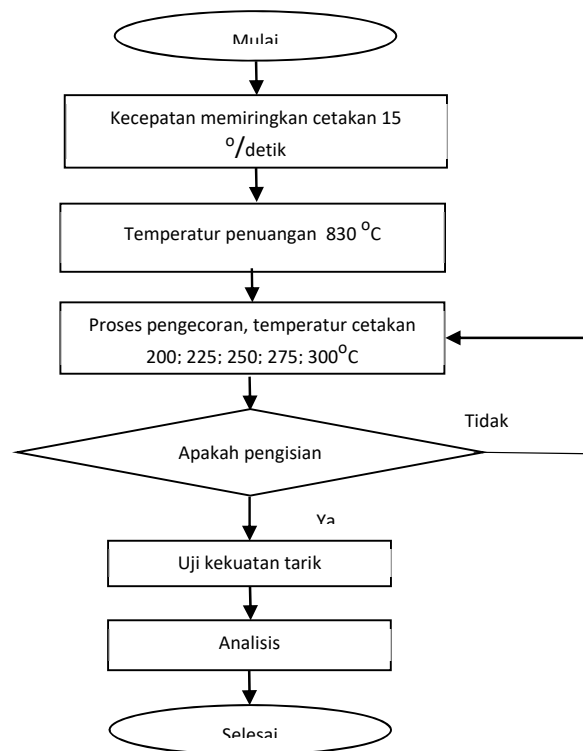 Mulai
Kecepatan memiringkan cetakan 15
o/detik
Temperatur penuangan 830 oC
Proses pengecoran, temperatur cetakan
200; 225; 250; 275; 300oC
Tidak
Apakah pengisian
Ya
Uji kekuatan tarik
Analisis
Selesai